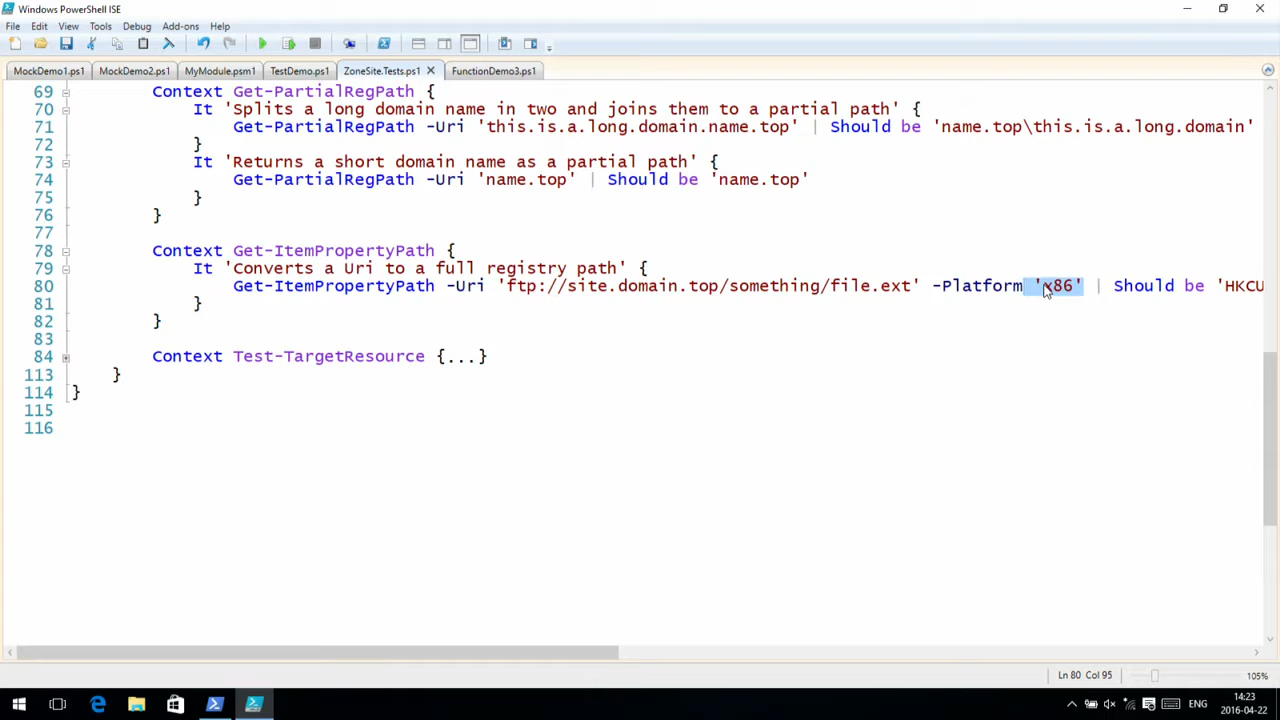 Windows PowerShell ISE
File Edit View Tools Debug Add-ons Help
MockDemo1.ps1 MockDemo2.ps1 MyModule.psm1 TestDemo.ps1 ZoneSite.Tests.ps1 FunctionDemo3.ps1
69 Context Get-PartialRegPath {
70 It 'Splits a long domain name in two and joins them to a partial path' {
71 Get-PartialRegPath -Uri 'this.is.a.long.domain.name.top' | Should be 'name.top\this.is.a.long.domain'
72 }
73 It 'Returns a short domain name as a partial path' {
74 Get-PartialRegPath -Uri 'name.top' | Should be 'name.top'
75 }
76 }
77
78 Context Get-ItemPropertyPath {
79 It 'Converts a Uri to a full registry path' {
80 Get-ItemPropertyPath -Uri 'ftp://site.domain.top/something/file.ext' -Platform 'x86' | Should be 'HKCU
81 }
82 }
83
84 Context Test-TargetResource {...}
113 }
114 }
115
116
Ln 80 Col 95 105%
ENG 14:23
2016-04-22